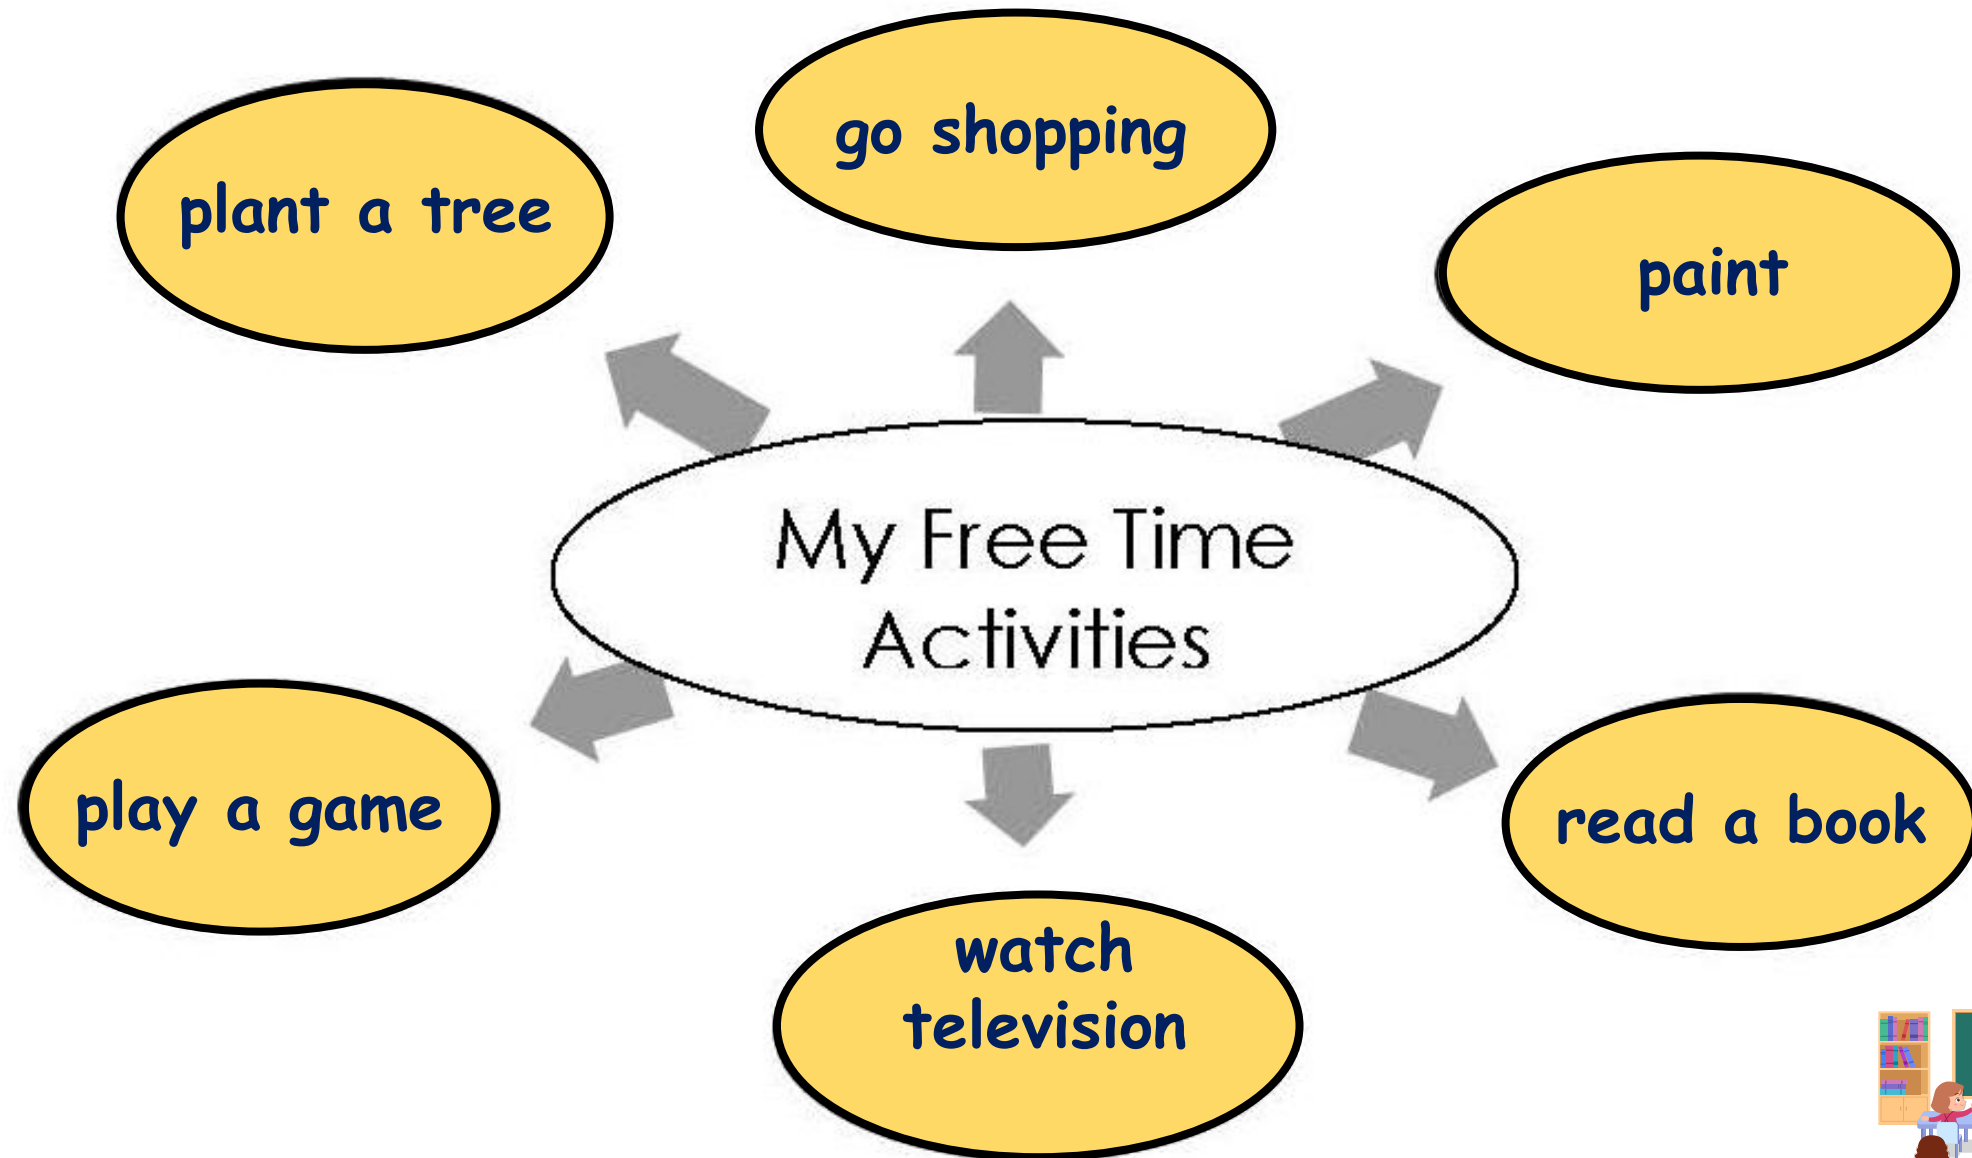 go shopping
plant a tree
paint
My Free Time
Activities
play a game
read a book
watch
television